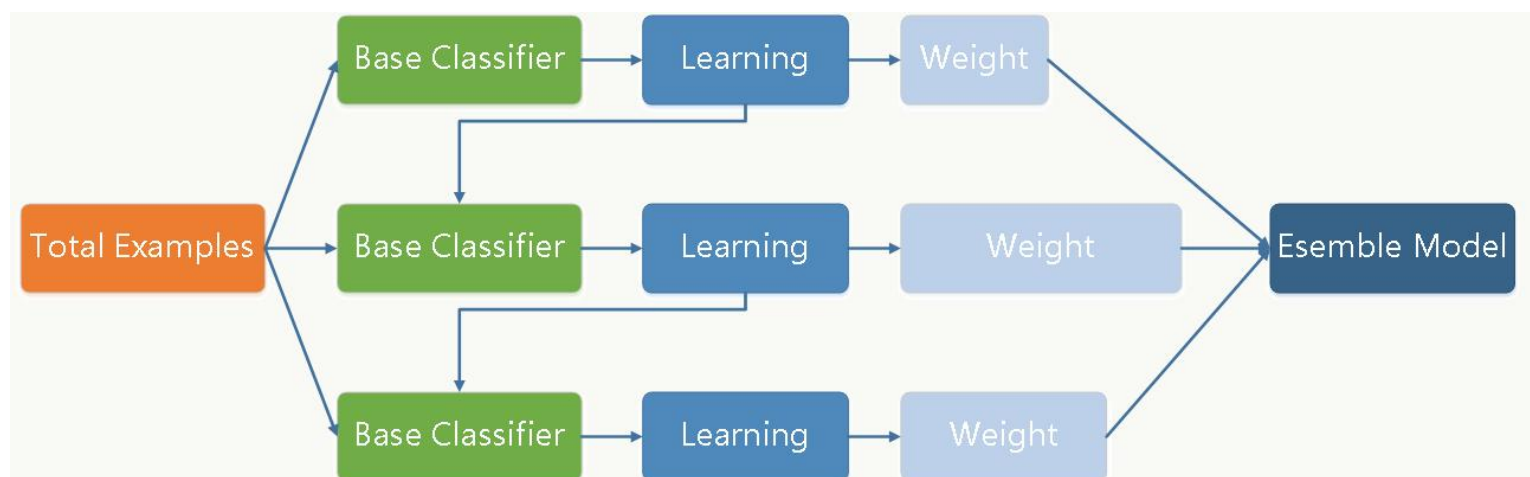 Base Classifier
Learning
Weight
Total Examples
Base Classifier
Learning
Weight
Esemble Model
Base Classifier
Learning
Weight